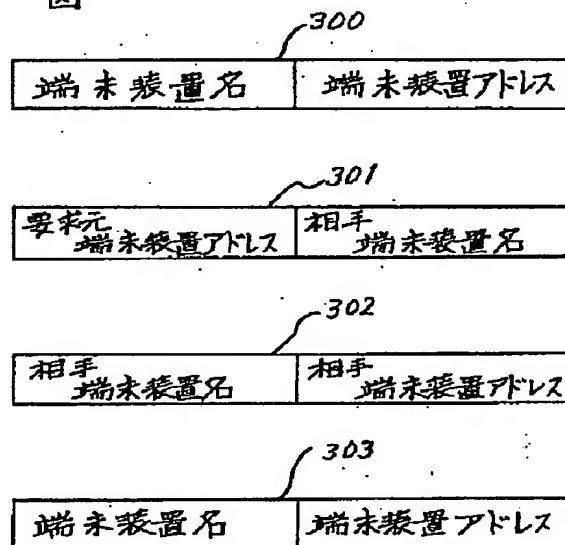 図
300
端末装置名 端末装置アドレス
301
要求元 相手
端末装置アドレス 端末装置名
302
相手 相手
端末装置名 端末装置アドレス
303
端末装置名 端末装置アドレス